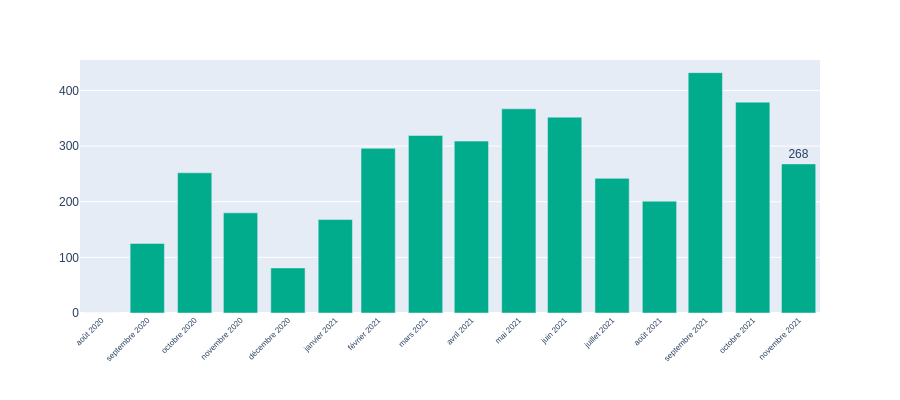 400
300
200
100
0
268
août 2020
septembre 2020
octobre 2020
novembre 2020
décembre 2020
janvier 2021
février 2021
mars 2021
avril 2021
mai 2021
juin 2021
juillet 2021
août 2021
septembre 2021
octobre 2021
novembre 2021